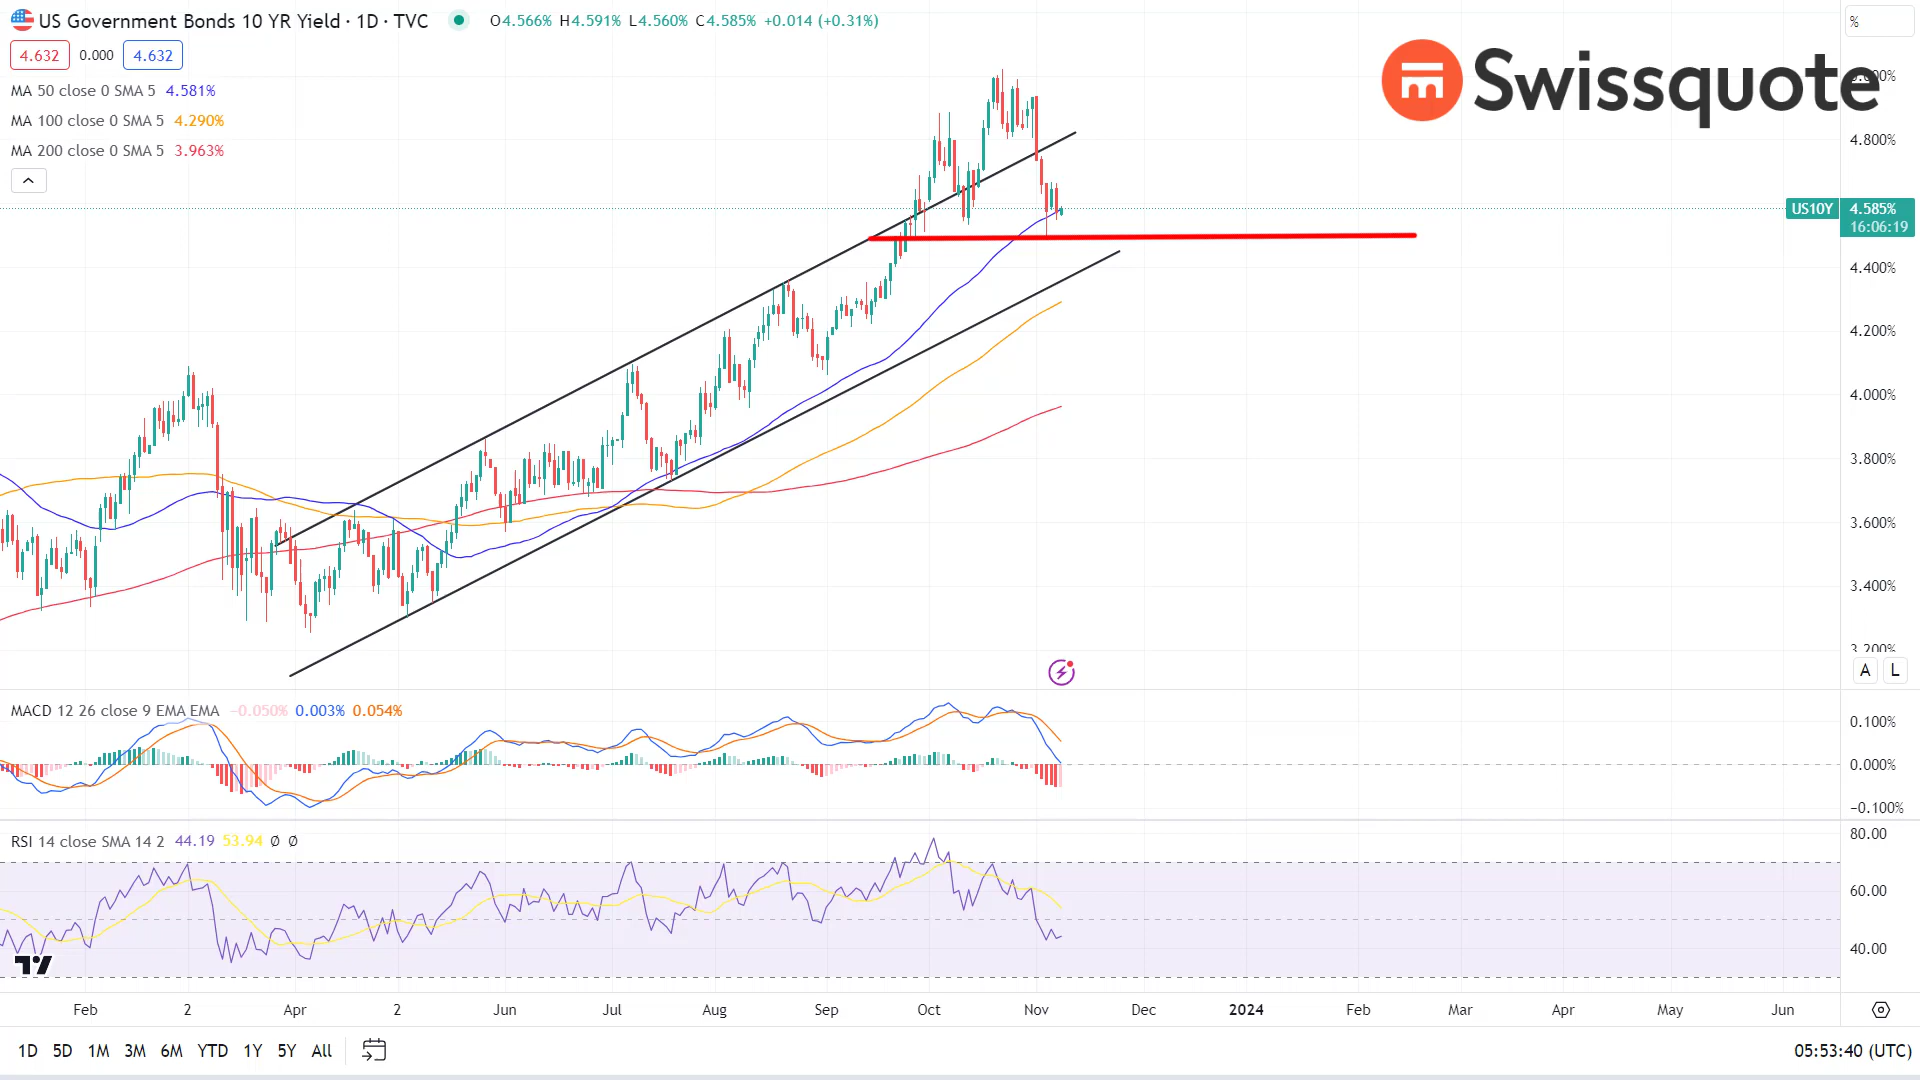 US Government Bonds 10 YR Yield · 1D · TVC O4.566% H4.591% L4.560% C4.585% +0.014 (+0.31%)
%
4.632 0.000 4.632
Swissquote
MA 50 close 0 SMA 5 4.581%
MA 100 close 0 SMA 5 4.290%
MA 200 close 0 SMA 5 3.963%
4.800%
US10Y 4.585%
16:06:19
4.400%
4.200%
4.000%
3.800%
3.600%
3.400%
3.200%
A L
MACD 12 26 close 9 EMA EMA −0.050% 0.003% 0.054%
0.100%
0.000%
−0.100%
RSI 14 close SMA 14 2 44.19 53.94 Ø Ø
80.00
60.00
40.00
Feb 2 Apr 2 Jun Jul Aug Sep Oct Nov Dec 2024 Feb Mar Apr May Jun
1D 5D 1M 3M 6M YTD 1Y 5Y All 05:53:40 (UTC)